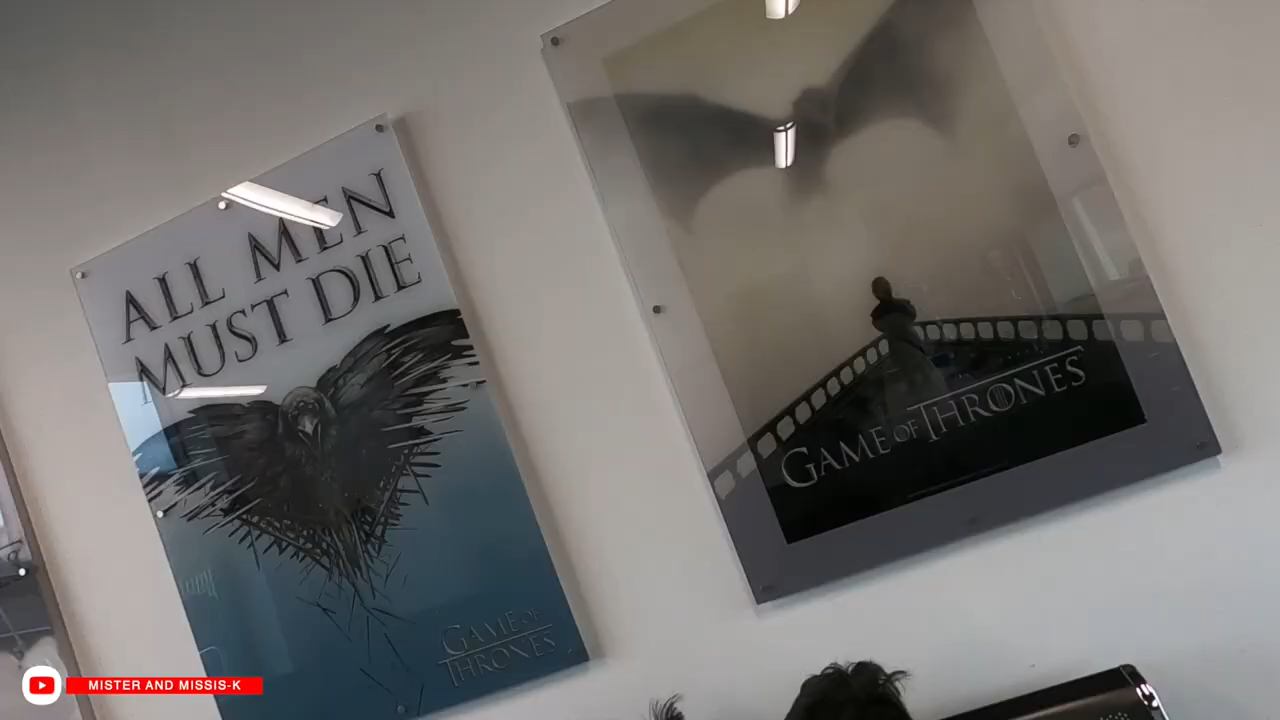 ALL MEN
MUST DIE
GAME OF
THRONES
GAME OF THRONES
MISTER AND MISSIS-K